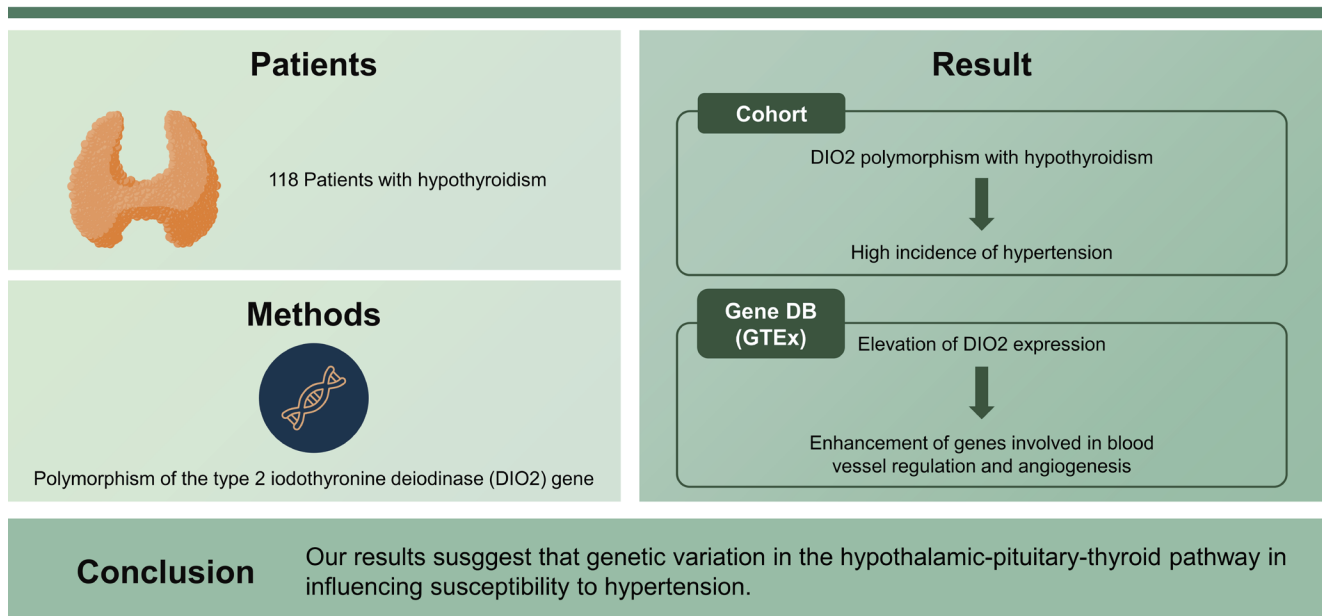 Patients
118 Patients with hypothyroidism
Methods
Polymorphism of the type 2 iodothyronine deiodinase (DIO2) gene
Result
Cohort
DIO2 polymorphism with hypothyroidism
High incidence of hypertension
Gene DB
(GTEx)
Elevation of DIO2 expression
Enhancement of genes involved in blood
vessel regulation and angiogenesis
Conclusion
Our results susggest that genetic variation in the hypothalamic-pituitary-thyroid pathway in
influencing susceptibility to hypertension.